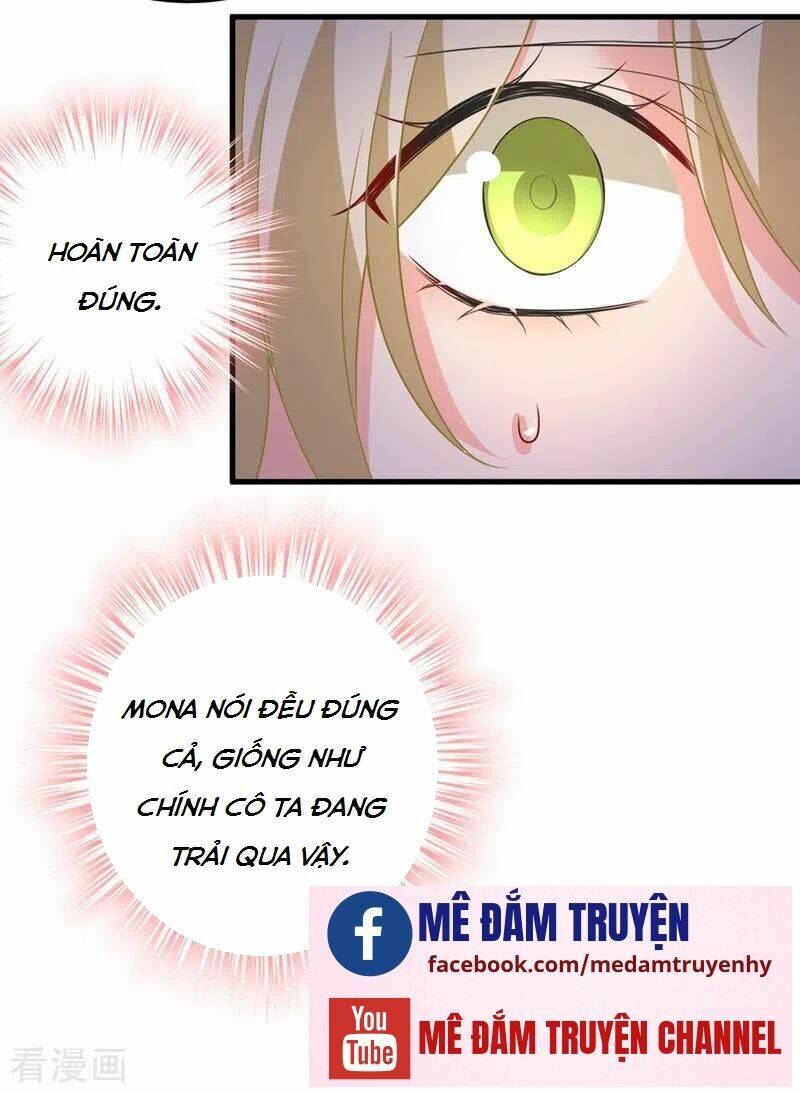 HOÀN TOÀN
ĐÚNG.
MONA NÓI ĐỀU ĐÚNG
CẢ, GIỐNG NHƯ
CHÍNH CÔ TA ĐANG
TRẢI QUA VẬY.
f MÊ ĐẮM TRUYỆN
facebook.com/medamtruyenhy
You
Tube
MÊ ĐẮM TRUYỆN CHANNEL
看漫画